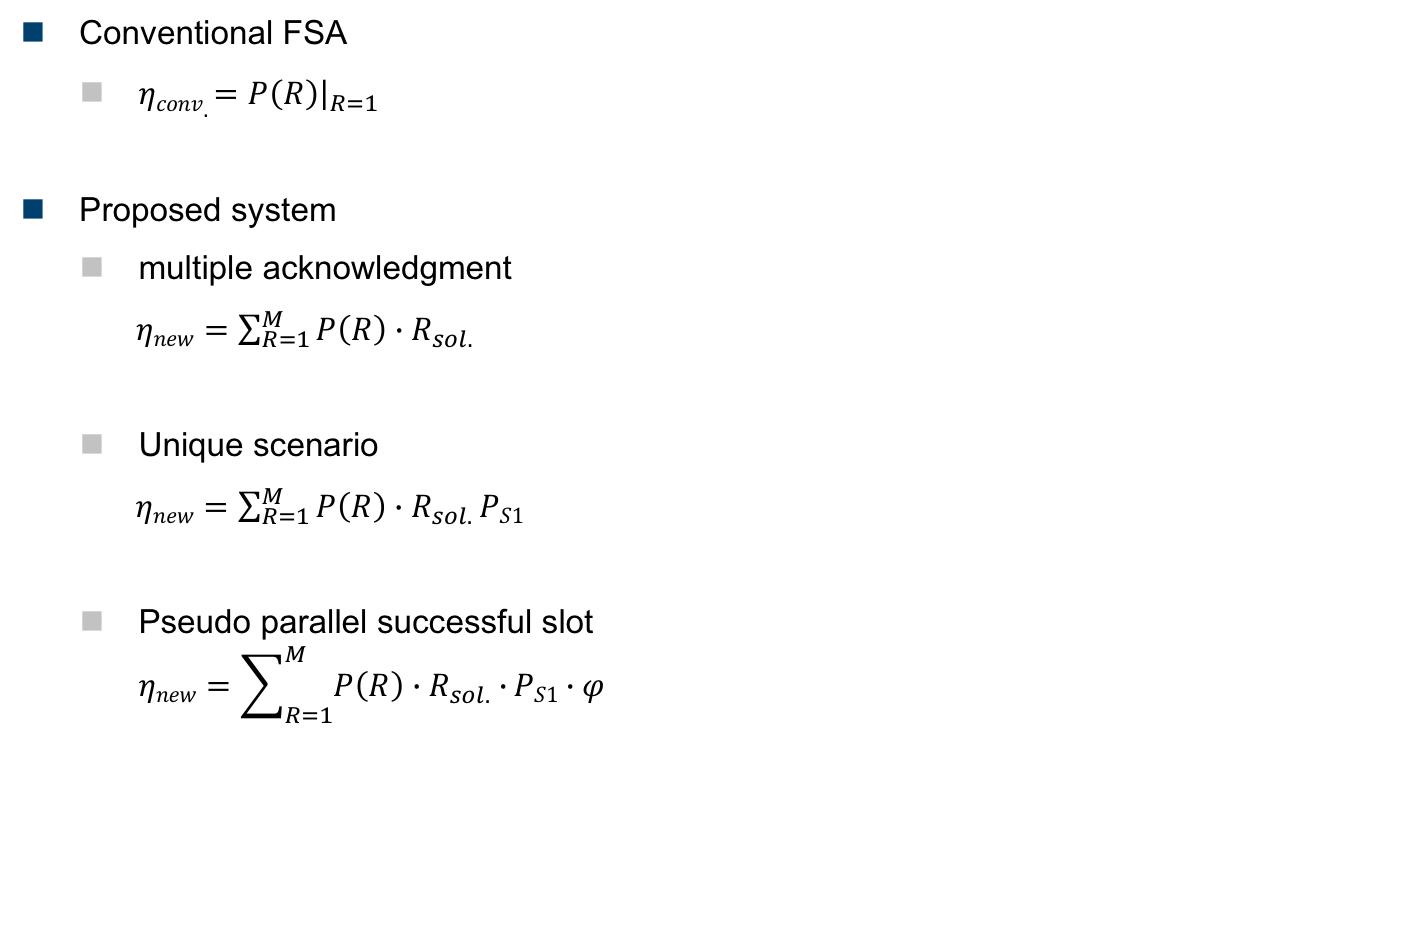 Conventional FSA
η_conv. = P(R)|_R=1
Proposed system
multiple acknowledgment
η_new = ∑_{R=1}^{M} P(R) · R_sol.
Unique scenario
η_new = ∑_{R=1}^{M} P(R) · R_sol. P_S1
Pseudo parallel successful slot
η_new = ∑_{R=1}^{M} P(R) · R_sol. · P_S1 · φ